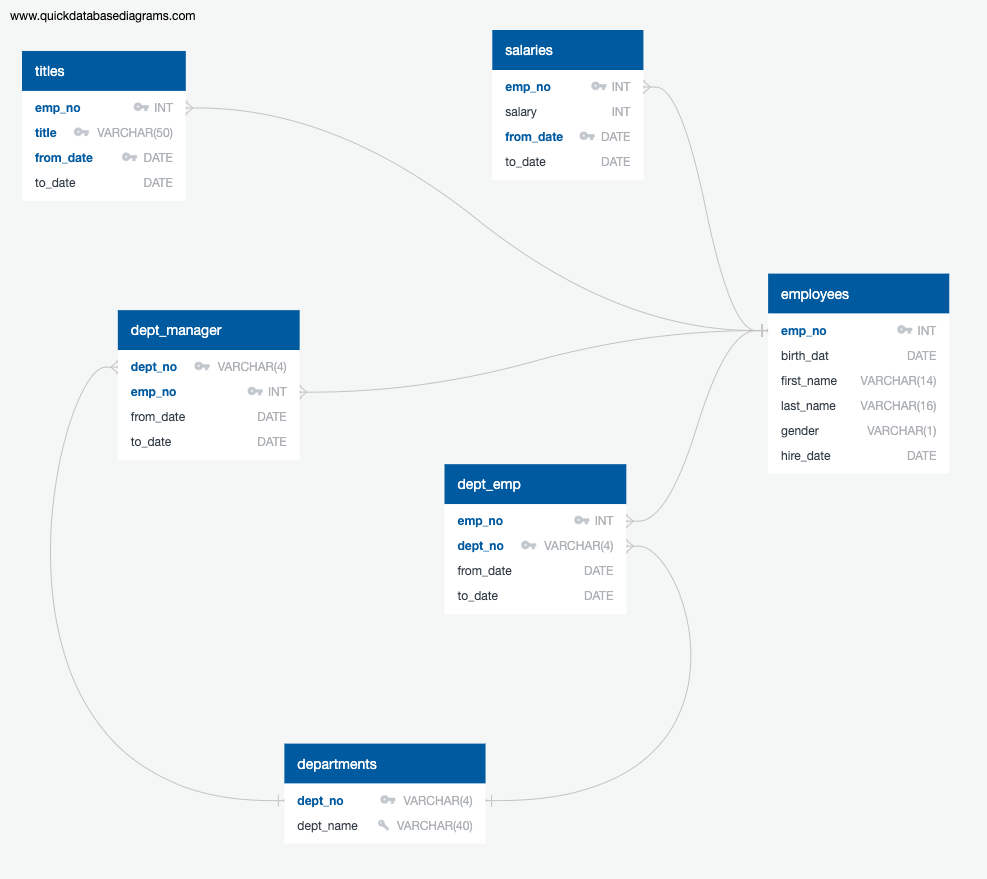 www.quickdatabasediagrams.com
titles
emp_no INT
title VARCHAR(50)
from_date DATE
to_date DATE
salaries
emp_no INT
salary INT
from_date DATE
to_date DATE
employees
emp_no INT
birth_dat DATE
first_name VARCHAR(14)
last_name VARCHAR(16)
gender VARCHAR(1)
hire_date DATE
dept_manager
dept_no VARCHAR(4)
emp_no INT
from_date DATE
to_date DATE
dept_emp
emp_no INT
dept_no VARCHAR(4)
from_date DATE
to_date DATE
departments
dept_no VARCHAR(4)
dept_name VARCHAR(40)